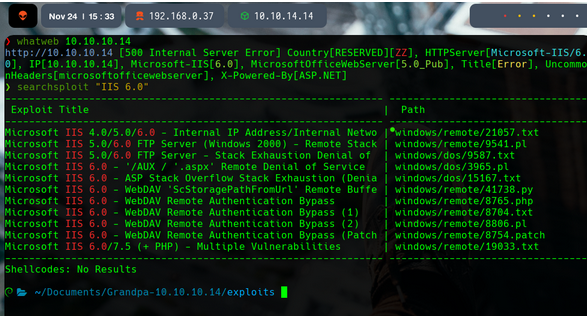 Nov 24 | 15 : 33 192.168.0.37 10.10.14.14
❯ whatweb 10.10.10.14
http://10.10.10.14 [500 Internal Server Error] Country[RESERVED][ZZ], HTTPServer[Microsoft-IIS/6.
0], IP[10.10.10.14], Microsoft-IIS[6.0], MicrosoftOfficeWebServer[5.0_Pub], Title[Error], Uncommo
nHeaders[microsoftofficewebserver], X-Powered-By[ASP.NET]
❯ searchsploit "IIS 6.0"
Exploit Title | Path
Microsoft IIS 4.0/5.0/6.0 - Internal IP Address/Internal Netwo | windows/remote/21057.txt
Microsoft IIS 5.0/6.0 FTP Server (Windows 2000) - Remote Stack | windows/remote/9541.pl
Microsoft IIS 5.0/6.0 FTP Server - Stack Exhaustion Denial of | windows/dos/9587.txt
Microsoft IIS 6.0 - '/AUX / '.aspx' Remote Denial of Service | windows/dos/3965.pl
Microsoft IIS 6.0 - ASP Stack Overflow Stack Exhaustion (Denia | windows/dos/15167.txt
Microsoft IIS 6.0 - WebDAV 'ScStoragePathFromUrl' Remote Buffe | windows/remote/41738.py
Microsoft IIS 6.0 - WebDAV Remote Authentication Bypass | windows/remote/8765.php
Microsoft IIS 6.0 - WebDAV Remote Authentication Bypass (1) | windows/remote/8704.txt
Microsoft IIS 6.0 - WebDAV Remote Authentication Bypass (2) | windows/remote/8806.pl
Microsoft IIS 6.0 - WebDAV Remote Authentication Bypass (Patch | windows/remote/8754.patch
Microsoft IIS 6.0/7.5 (+ PHP) - Multiple Vulnerabilities | windows/remote/19033.txt
Shellcodes: No Results
~/Documents/Grandpa-10.10.10.14/exploits